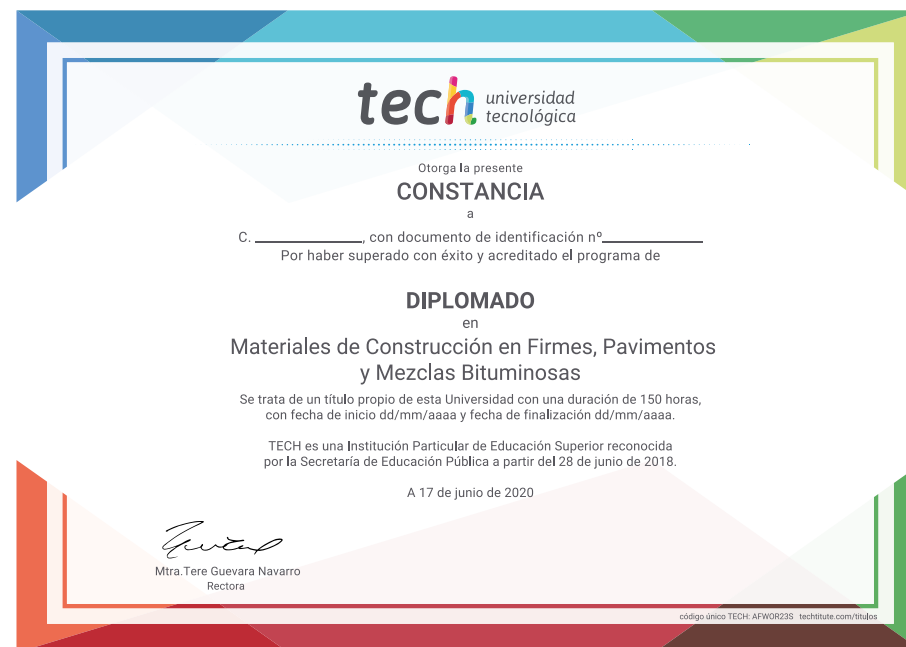 tech universidad
tecnológica
Otorga la presente
CONSTANCIA
a
C. ____________, con documento de identificación nº____________
Por haber superado con éxito y acreditado el programa de
DIPLOMADO
en
Materiales de Construcción en Firmes, Pavimentos
y Mezclas Bituminosas
Se trata de un título propio de esta Universidad con una duración de 150 horas,
con fecha de inicio dd/mm/aaaa y fecha de finalización dd/mm/aaaa.
TECH es una Institución Particular de Educación Superior reconocida
por la Secretaría de Educación Pública a partir del 28 de junio de 2018.
A 17 de junio de 2020
Mtra.Tere Guevara Navarro
Rectora
código único TECH: AFWOR23S techtitute.com/titulos